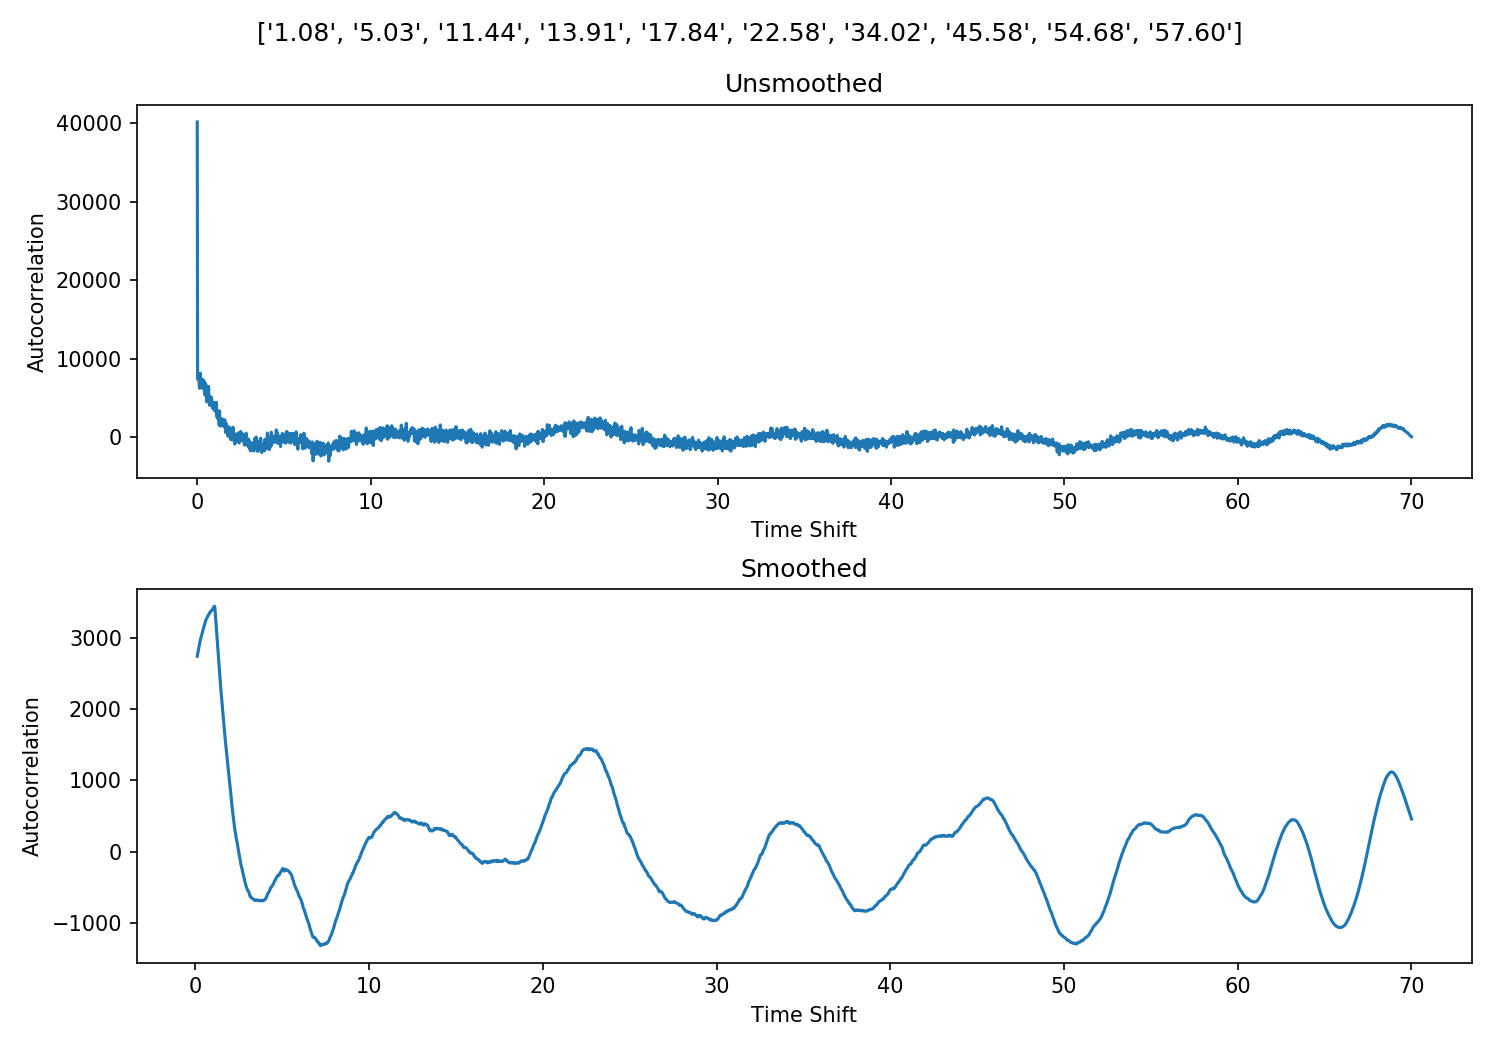 ['1.08', '5.03', '11.44', '13.91', '17.84', '22.58', '34.02', '45.58', '54.68', '57.60']
Unsmoothed
40000
30000
20000
10000
0
Autocorrelation
0 10 20 30 40 50 60 70
Time Shift
Smoothed
3000
2000
1000
0
−1000
Autocorrelation
0 10 20 30 40 50 60 70
Time Shift